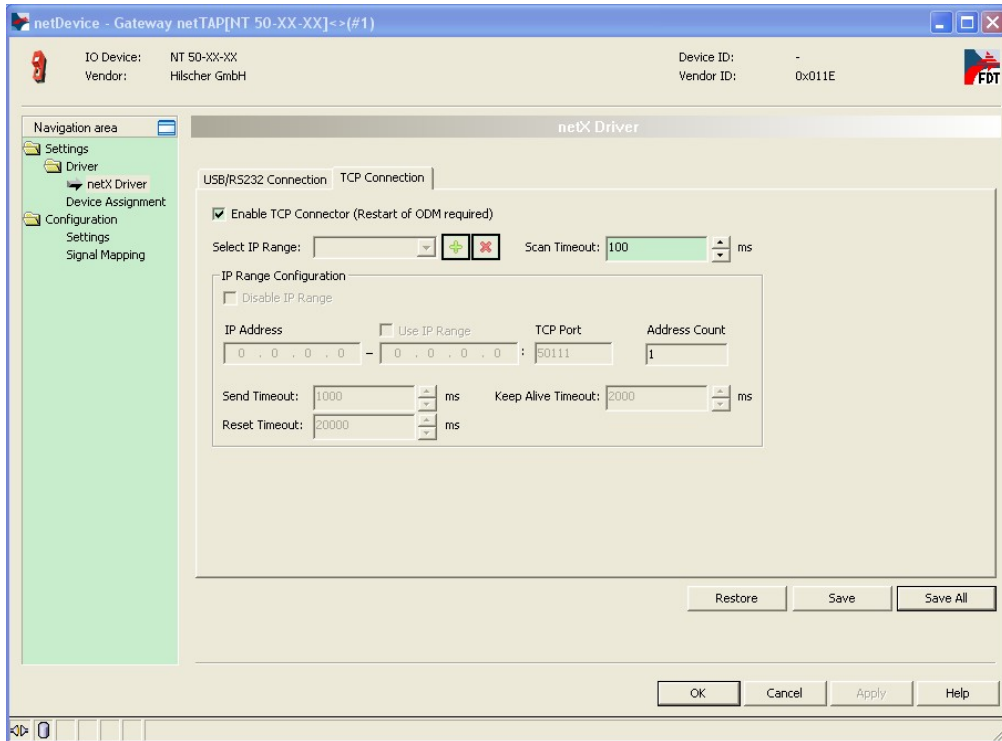 netDevice - Gateway netTAP[NT 50-XX-XX]<>(#1)
IO Device: NT 50-XX-XX Device ID: -
Vendor: Hilscher GmbH Vendor ID: 0x011E
FDT
Navigation area
netX Driver
Settings
Driver
netX Driver
Device Assignment
Configuration
Settings
Signal Mapping
USB/RS232 Connection TCP Connection
Enable TCP Connector (Restart of ODM required)
Select IP Range: Scan Timeout: 100 ms
IP Range Configuration
Disable IP Range
IP Address Use IP Range TCP Port Address Count
0 . 0 . 0 . 0 – 0 . 0 . 0 . 0 : 50111 1
Send Timeout: 1000 ms Keep Alive Timeout: 2000 ms
Reset Timeout: 20000 ms
Restore Save Save All
OK Cancel Apply Help